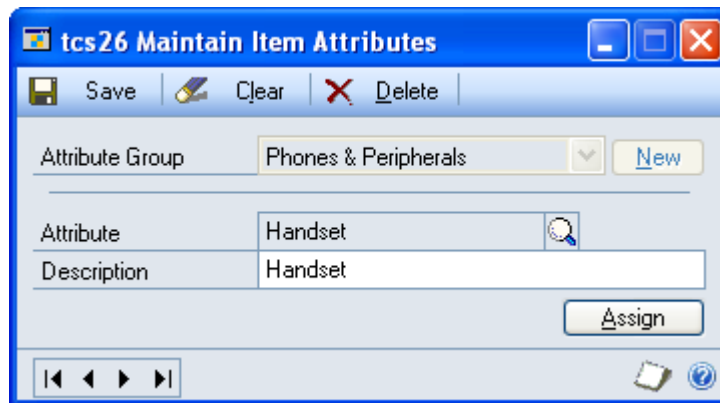 tcs26 Maintain Item Attributes
Save Clear Delete
Attribute Group Phones & Peripherals New
Attribute Handset
Description Handset
Assign